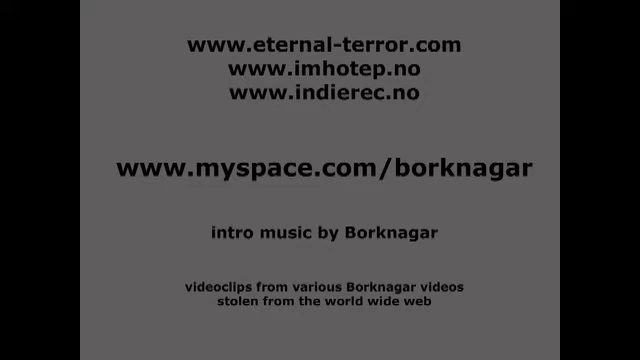 www.eternal-terror.com
www.imhotep.no
www.indierec.no
www.myspace.com/borknagar
intro music by Borknagar
videoclips from various Borknagar videos
stolen from the world wide web